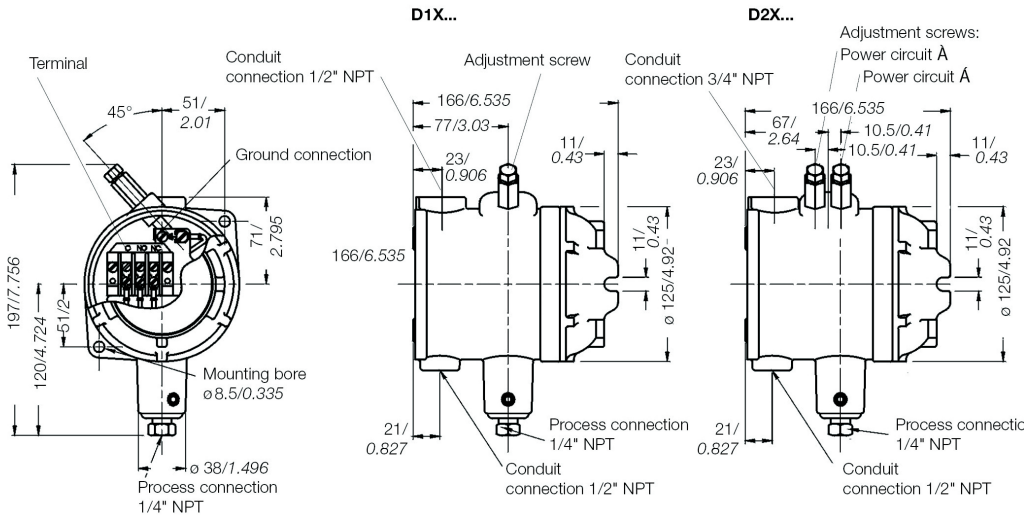 D1X...
D2X...
Terminal
45°
51/
2.01
Ground connection
197/7.756
120/4.724
51/2
71/
2.795
C NO NC
Mounting bore
ø8.5/0.335
ø 38/1.496
Process connection
1/4" NPT
Conduit
connection 1/2" NPT
Adjustment screw
166/6.535
77/3.03
23/
0.906
11/
0.43
166/6.535
11/
0.43
ø 125/4.92
21/
0.827
Process connection
1/4" NPT
Conduit
connection 1/2" NPT
Conduit
connection 3/4" NPT
Adjustment screws:
Power circuit À
Power circuit Á
166/6.535
67/
2.64
10.5/0.41
10.5/0.41
11/
0.43
23/
0.906
11/
0.43
ø 125/4.92
21/
0.827
Process connectio
1/4" NPT
Conduit
connection 1/2" NPT